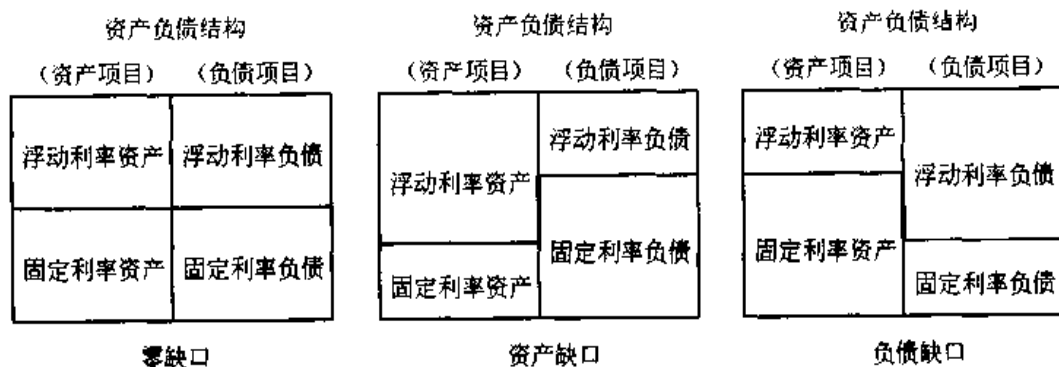 资产负债结构
（资产项目）（负债项目）
浮动利率资产
浮动利率负债
固定利率资产
固定利率负债
零缺口
资产负债结构
（资产项目）（负债项目）
浮动利率资产
浮动利率负债
固定利率资产
固定利率负债
资产缺口
资产负债结构
（资产项目）（负债项目）
浮动利率资产
浮动利率负债
固定利率资产
固定利率负债
负债缺口